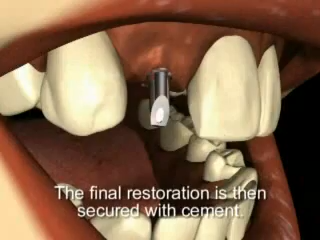 The final restoration is then
secured with cement.